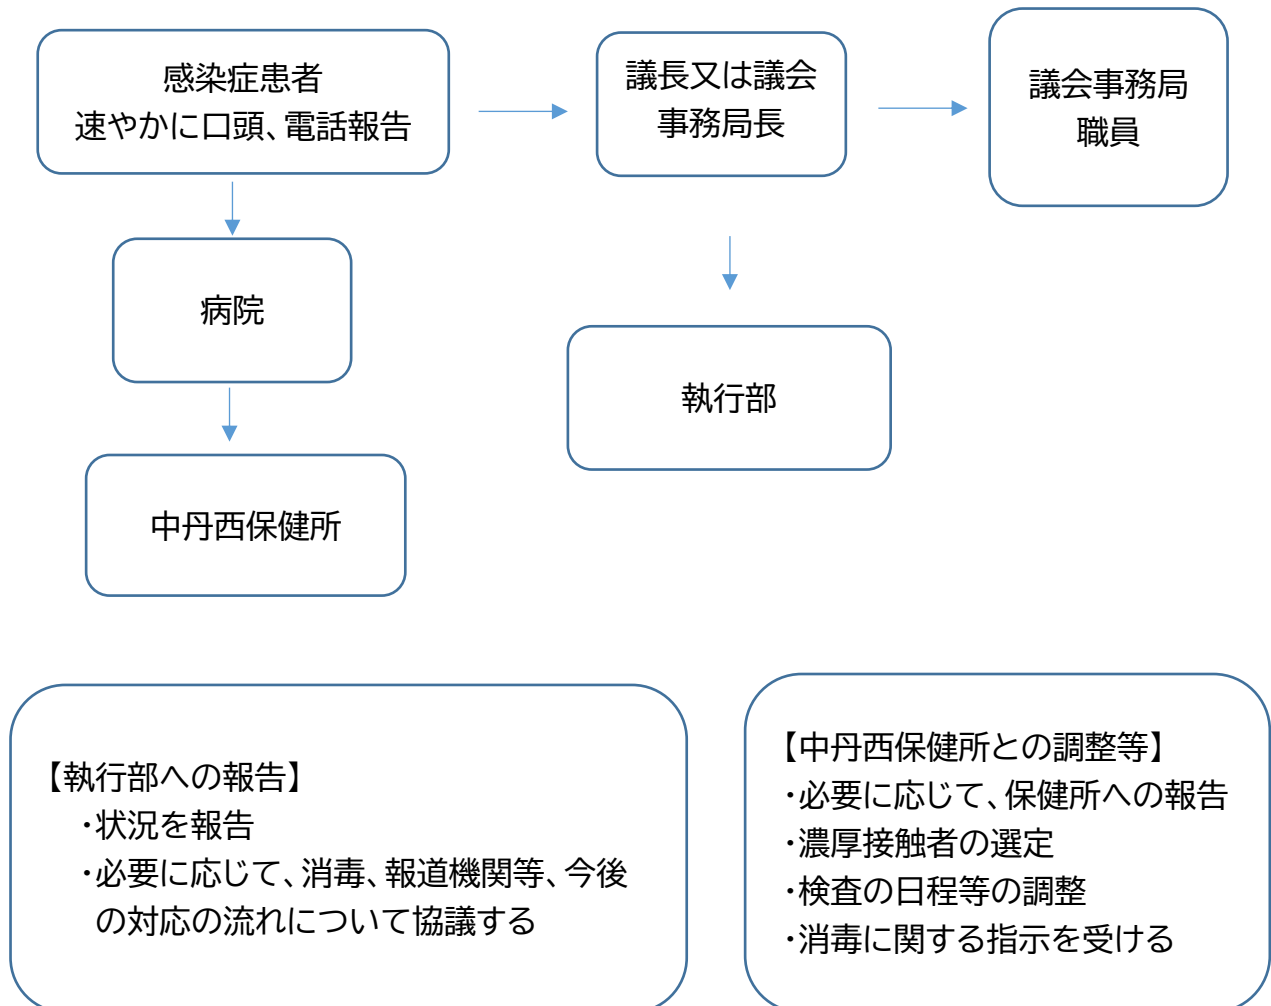 感染症患者
速やかに口頭、電話報告
議長又は議会
事務局長
議会事務局
職員
病院
執行部
中丹西保健所
【執行部への報告】
・状況を報告
・必要に応じて、消毒、報道機関等、今後
の対応の流れについて協議する
【中丹西保健所との調整等】
・必要に応じて、保健所への報告
・濃厚接触者の選定
・検査の日程等の調整
・消毒に関する指示を受ける